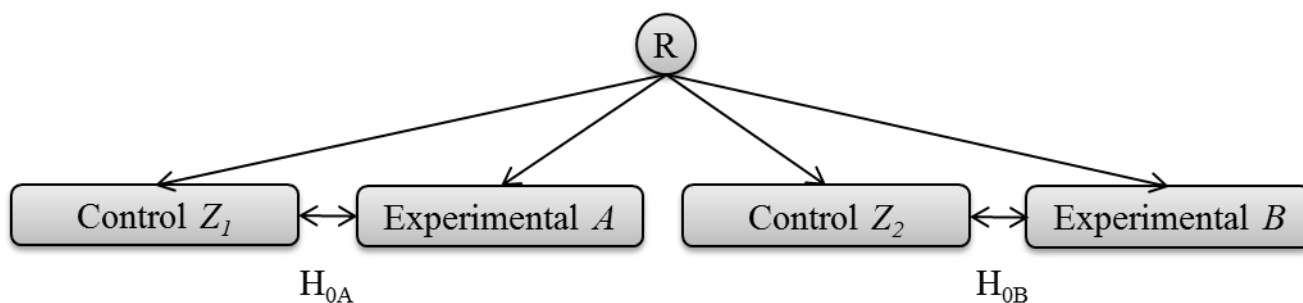 R
Control Z₁
Experimental A
Control Z₂
Experimental B
H₀A
H₀B